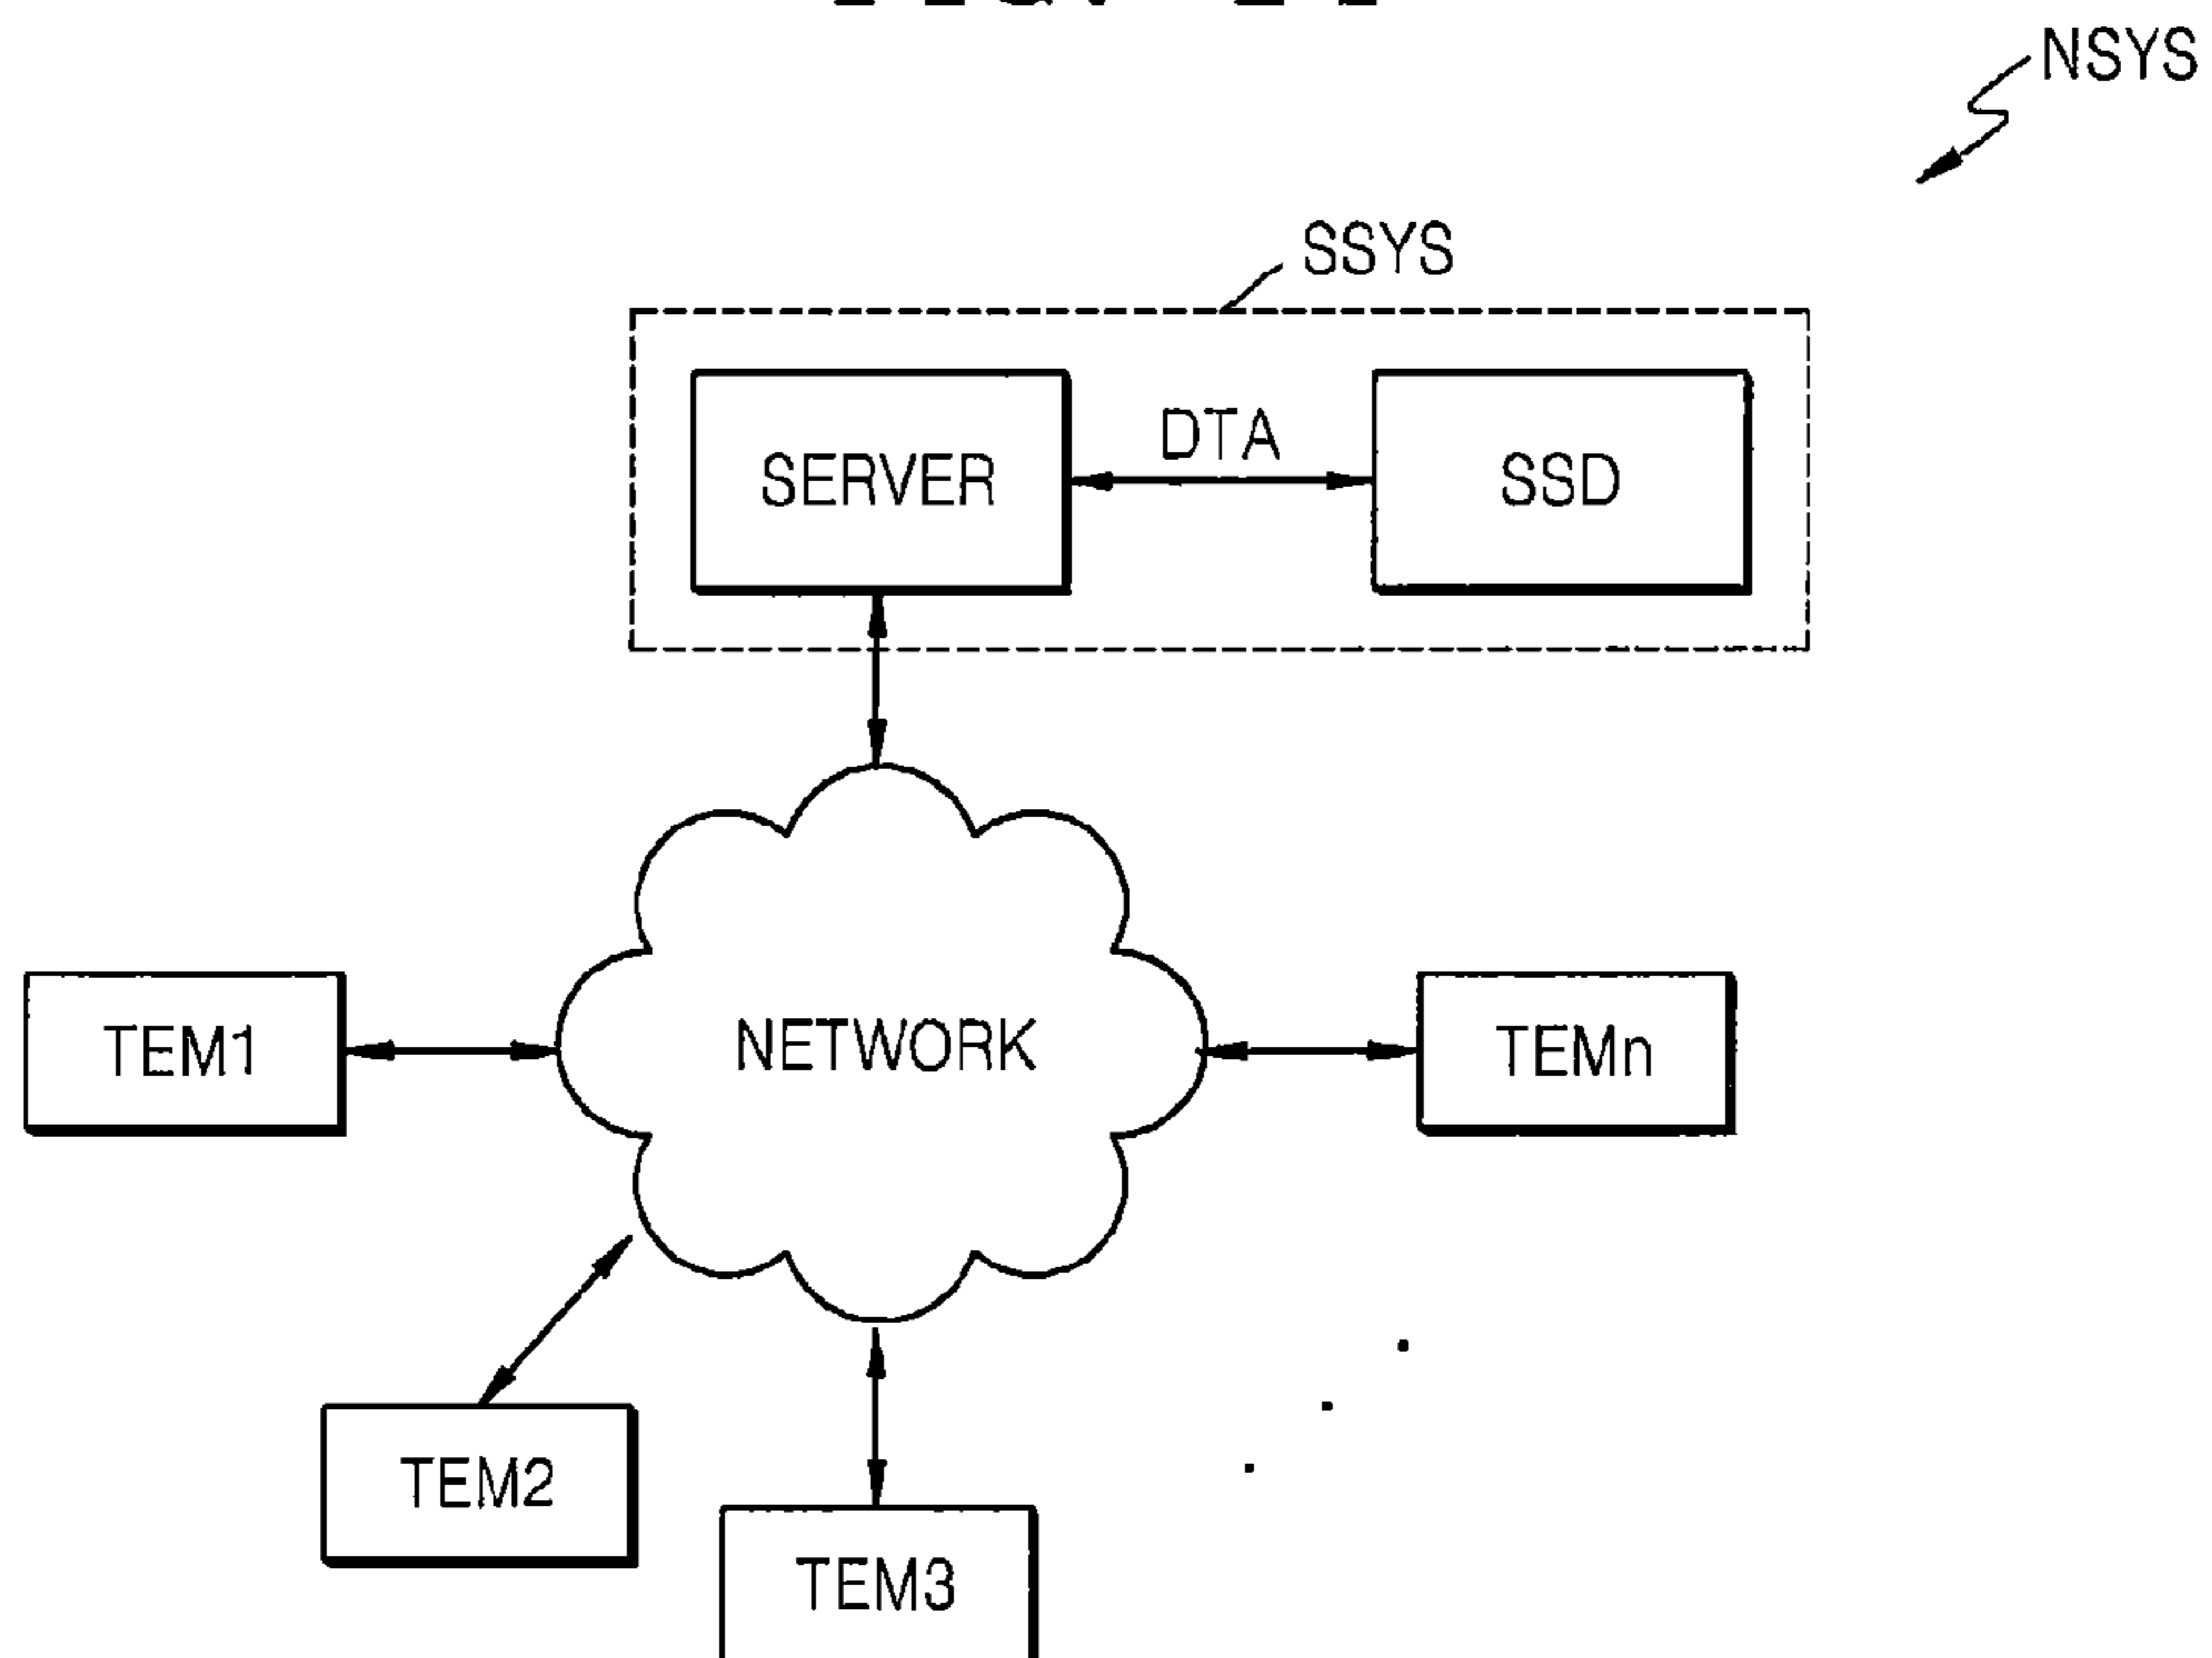 NSYS
SSYS
SERVER
DTA
SSD
NETWORK
TEM1
TEMn
TEM2
TEM3